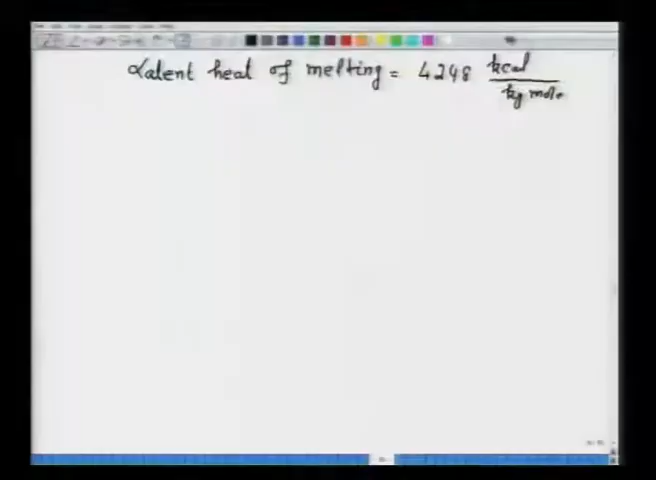 Latent heat of melting = 4248 kcal / kg mole